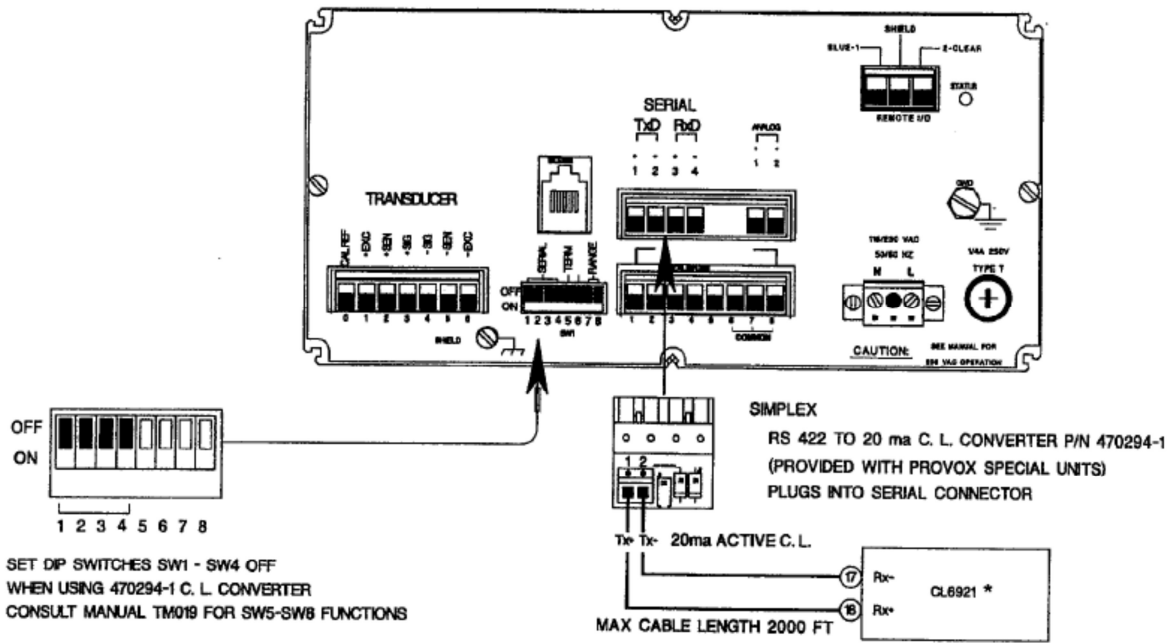 SHIELD
BLUE-1
2-CLEAR
STATUS
REMOTE I/O
SERIAL
TxD RxD
ANALOG
+ - + -
1 2 3 4
+ -
1 2
TRANSDUCER
CAL REF
+EXC
+SEN
+SIG
-SIG
-SEN
-EXC
0 1 2 3 4 5 6
SHIELD
SERIAL
TERM
RANGE
OFF
ON
1 2 3 4 5 6 7 8
SW1
1 2 3 4 5 6 7 8
COMMON
GND
50/60 HZ
N L
1/4A 250V
TYPE T
CAUTION:
SEE MANUAL FOR
VAC OPERATION
OFF
ON
1 2 3 4 5 6 7 8
SET DIP SWITCHES SW1 - SW4 OFF
WHEN USING 470294-1 C. L. CONVERTER
CONSULT MANUAL TM019 FOR SW5-SW8 FUNCTIONS
SIMPLEX
RS 422 TO 20 ma C. L. CONVERTER P/N 470294-1
(PROVIDED WITH PROVOX SPECIAL UNITS)
PLUGS INTO SERIAL CONNECTOR
1 2
Tx+ Tx- 20ma ACTIVE C. L.
17 Rx-
CL6921 *
18 Rx+
MAX CABLE LENGTH 2000 FT